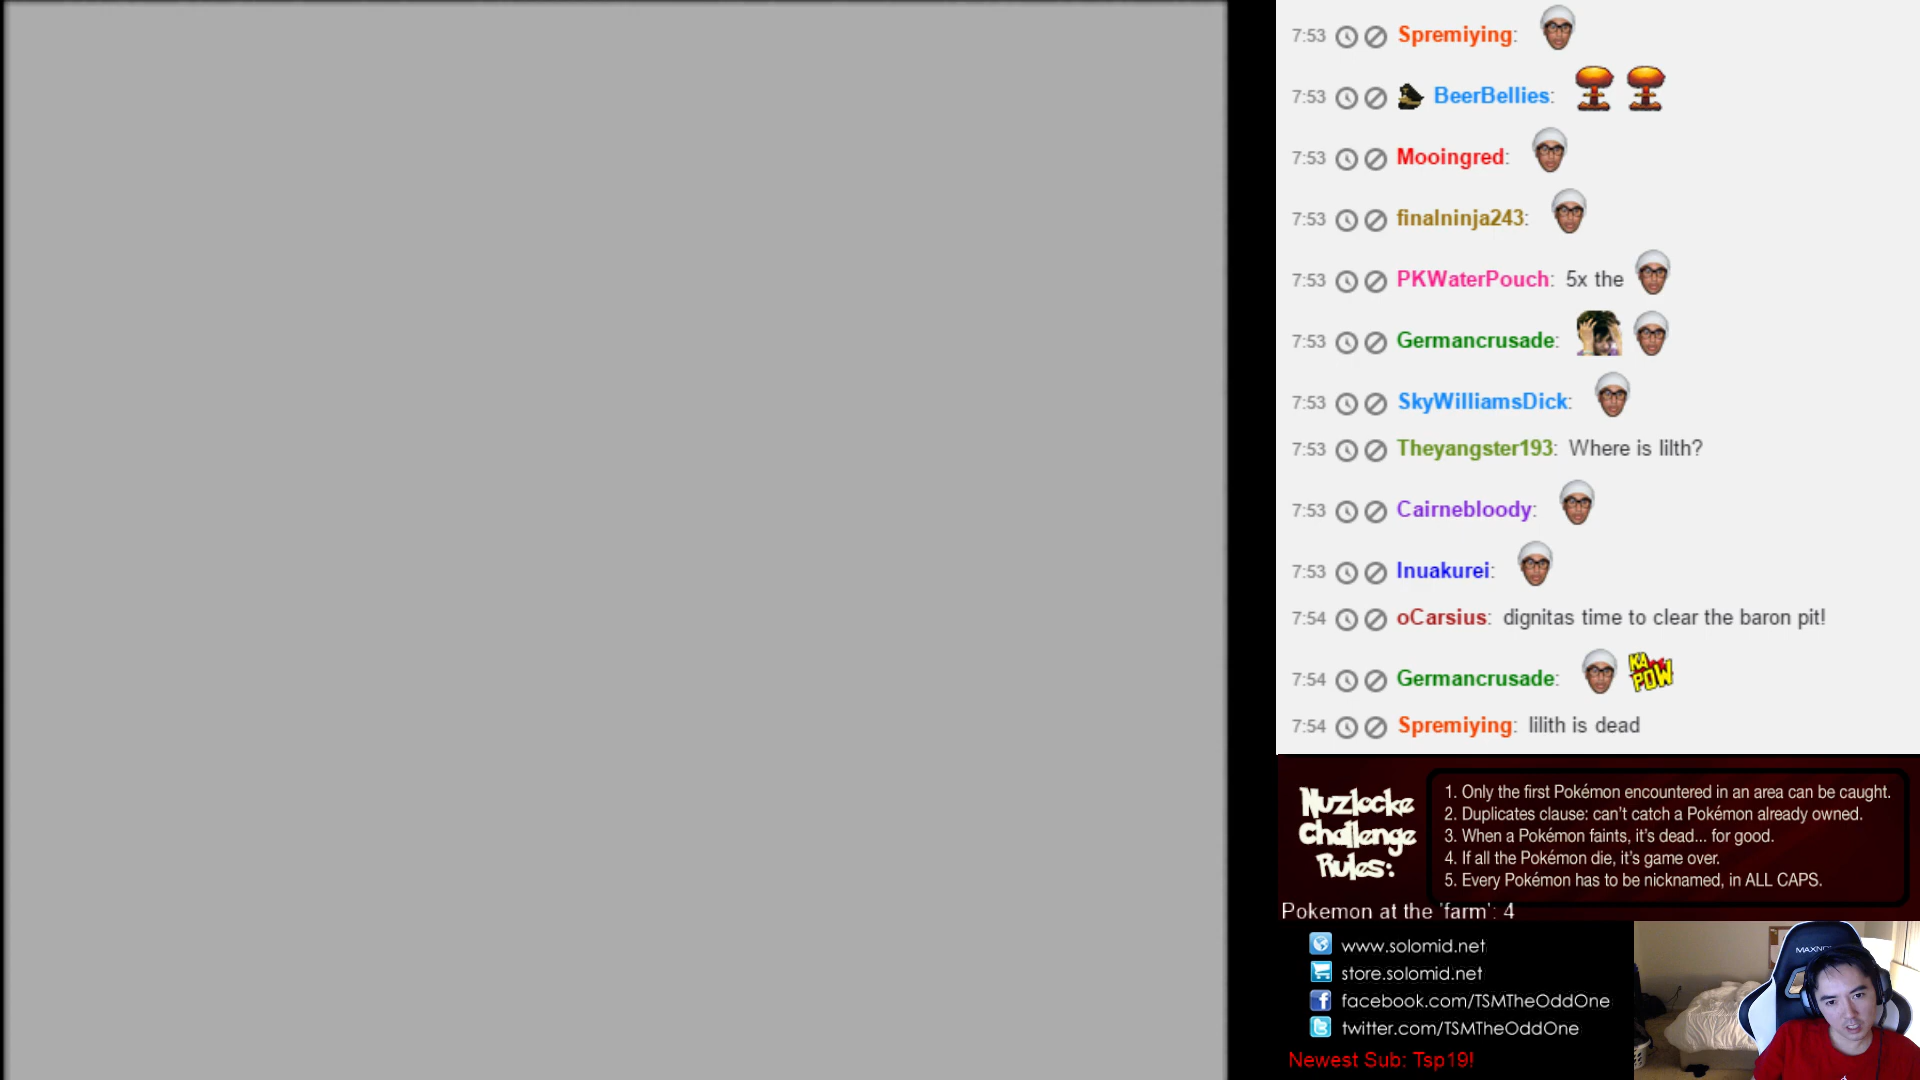 7:53 Spremiying:
7:53 BeerBellies:
7:53 Mooingred:
7:53 finalninja243:
7:53 PKWaterPouch: 5x the
7:53 Germancrusade:
7:53 SkyWilliamsDick:
7:53 Theyangster193: Where is lilth?
7:53 Cairnebloody:
7:53 Inuakurei:
7:54 oCarsius: dignitas time to clear the baron pit!
7:54 Germancrusade: KA POW
7:54 Spremiying: lilith is dead
Nuzlocke Challenge Rules:
1. Only the first Pokémon encountered in an area can be caught.
2. Duplicates clause: can't catch a Pokémon already owned.
3. When a Pokémon faints, it's dead... for good.
4. If all the Pokémon die, it's game over.
5. Every Pokémon has to be nicknamed, in ALL CAPS.
Pokemon at the 'farm': 4
www.solomid.net
store.solomid.net
facebook.com/TSMTheOddOne
twitter.com/TSMTheOddOne
Newest Sub: Tsp19!